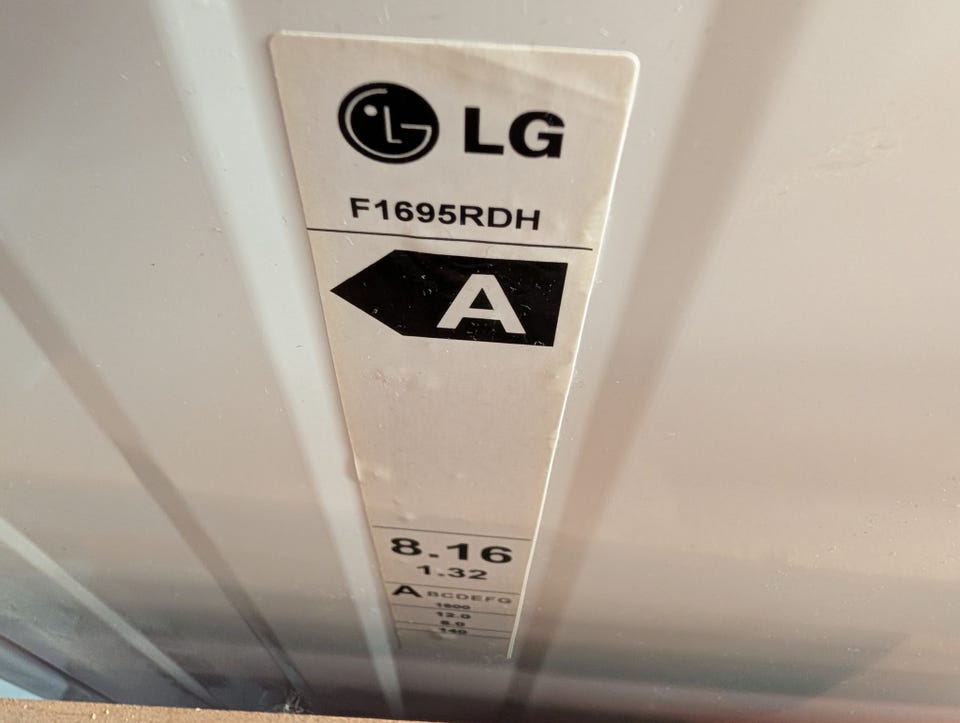 LG
F1695RDH
A
8.16
1.32
A BCDEFG
1600
12.0
8.0
140